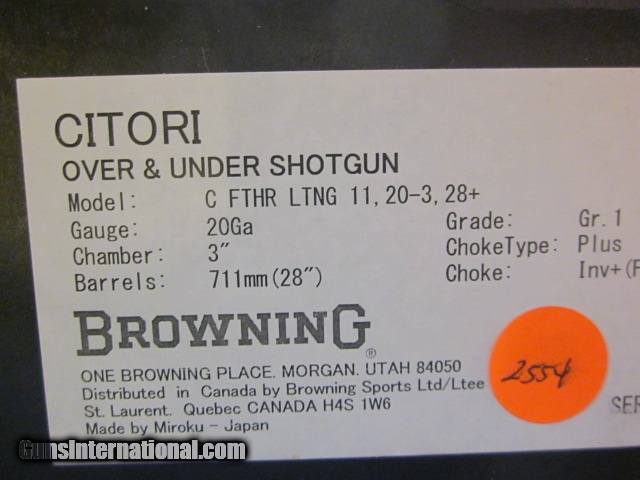 CITORI
OVER & UNDER SHOTGUN
Model: C FTHR LTNG 11, 20-3, 28+
Gauge: 20Ga Grade: Gr. 1
Chamber: 3" ChokeType: Plus
Barrels: 711mm(28") Choke: Inv+(F
BROWNING®
ONE BROWNING PLACE. MORGAN. UTAH 84050
Distributed in Canada by Browning Sports Ltd/Ltee
St. Laurent. Quebec CANADA H4S 1W6
Made by Miroku - Japan
2554
SER
GunsInternational.com